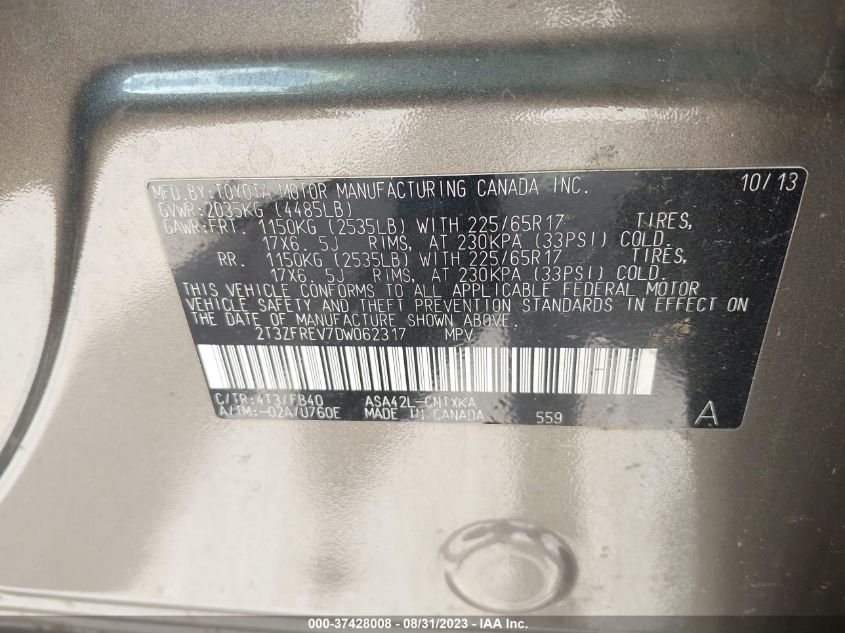 MFD.BY:TOYOTA MOTOR MANUFACTURING CANADA INC. 10/13
GVWR:2035KG (4485LB)
GAWR:FRT. 1150KG (2535LB) WITH 225/65R17 TIRES,
17X6. 5J RIMS, AT 230KPA (33PSI) COLD.
RR. 1150KG (2535LB) WITH 225/65R17 TIRES,
17X6. 5J RIMS, AT 230KPA (33PSI) COLD.
THIS VEHICLE CONFORMS TO ALL APPLICABLE FEDERAL MOTOR
VEHICLE SAFETY AND THEFT PREVENTION STANDARDS IN EFFECT ON
THE DATE OF MANUFACTURE SHOWN ABOVE.
2T3ZFREV7DW062317 MPV
C/TR:4T3/FB40 ASA42L-CNTXKA
A/TM:-02A/U760E MADE IN CANADA 559 A
000-37428008 - 08/31/2023 - IAA Inc.